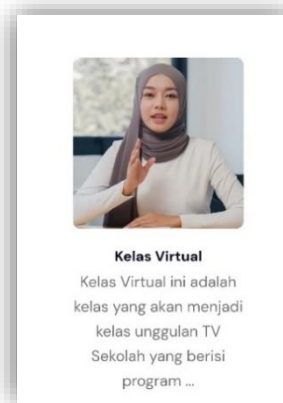 Kelas Virtual
Kelas Virtual ini adalah
kelas yang akan menjadi
kelas unggulan TV
Sekolah yang berisi
program ...